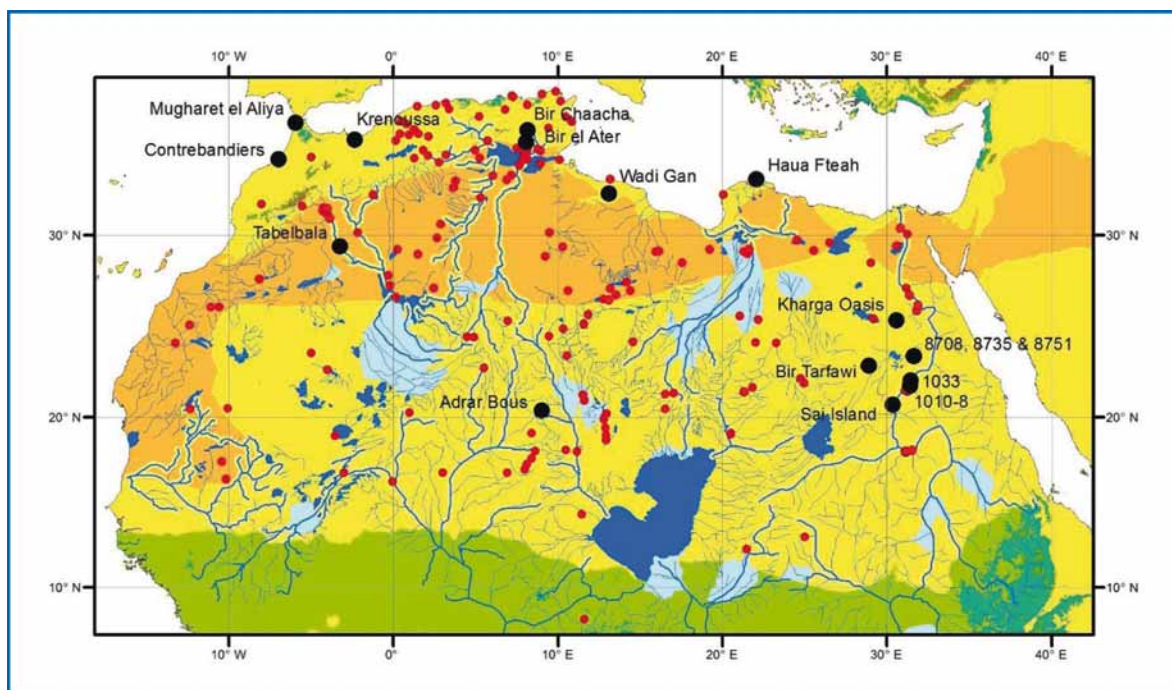 10° W 0° 10° E 20° E 30° E 40° E
Mugharet el Aliya
Krenoussa
Bir Chaacha
Bir el Ater
Contrebandiers
Haua Fteah
Wadi Gan
Tabelbala
30° N 30° N
Kharga Oasis
8708, 8735 & 8751
Bir Tarfawi
1033
Adrar Bous
1010-8
Sai Island
20° N 20° N
10° N 10° N
10° W 0° 10° E 20° E 30° E 40° E